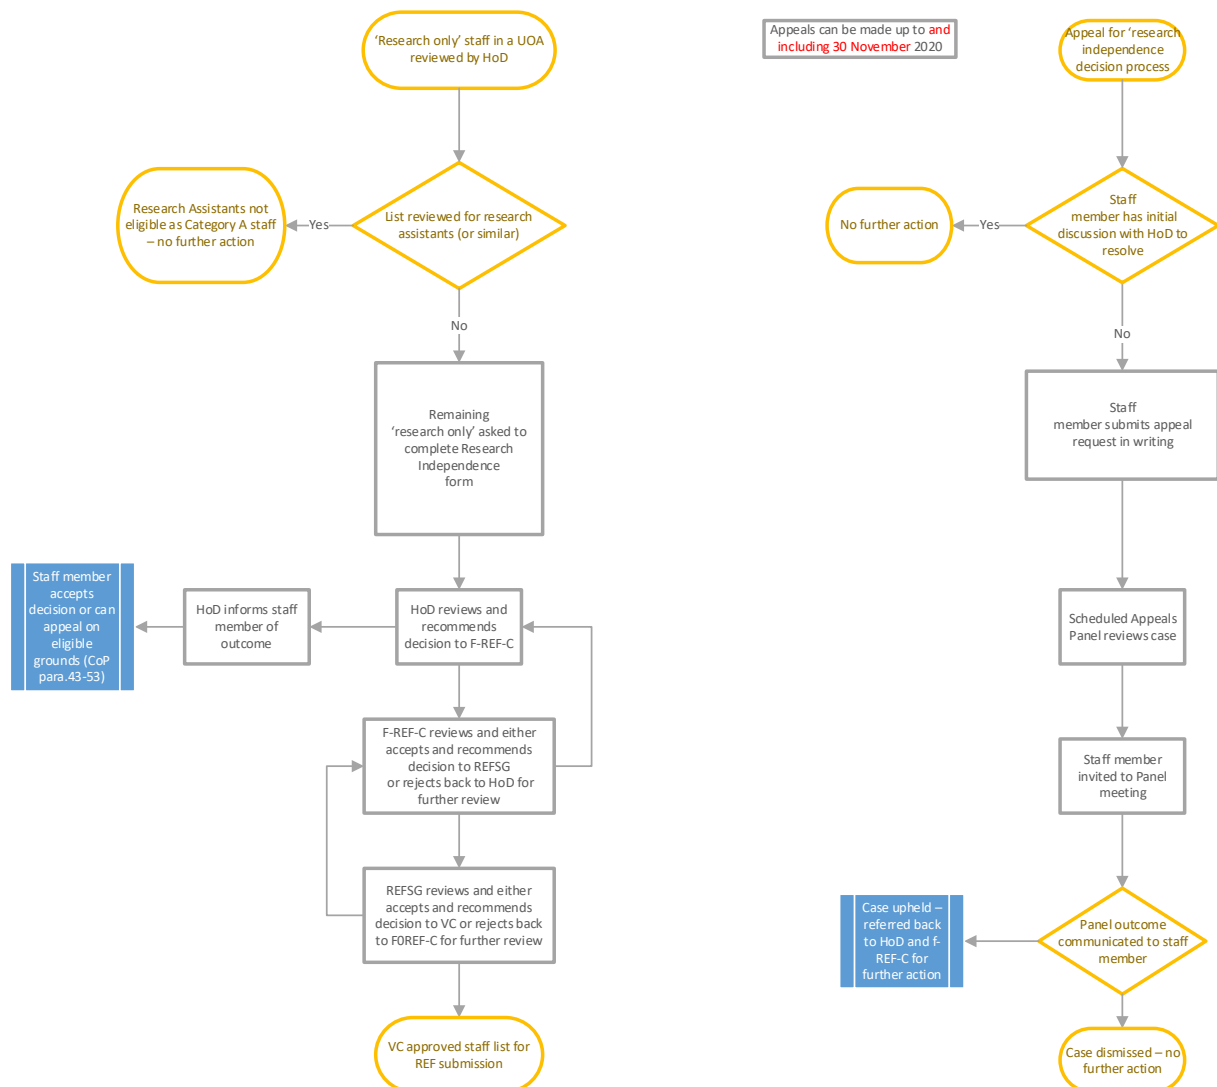 ‘Research only’ staff in a UOA
reviewed by HoD
List reviewed for research
assistants (or similar)
Yes
Research Assistants not
eligible as Category A staff
– no further action
No
Remaining
‘research only’ asked to
complete Research
Independence
form
HoD reviews and
recommends
decision to F-REF-C
HoD informs staff
member of
outcome
Staff member
accepts
decision or can
appeal on
eligible
grounds (CoP
para.43-53)
F-REF-C reviews and either
accepts and recommends
decision to REFSG
or rejects back to HoD for
further review
REFSG reviews and either
accepts and recommends
decision to VC or rejects back
to F0REF-C for further review
VC approved staff list for
REF submission
Appeals can be made up to and
including 30 November 2020
Appeal for ‘research
independence
decision process
Staff
member has initial
discussion with HoD to
resolve
Yes
No further action
No
Staff
member submits appeal
request in writing
Scheduled Appeals
Panel reviews case
Staff member
invited to Panel
meeting
Panel outcome
communicated to staff
member
Case upheld –
referred back
to HoD and f-
REF-C for
further action
Case dismissed – no
further action